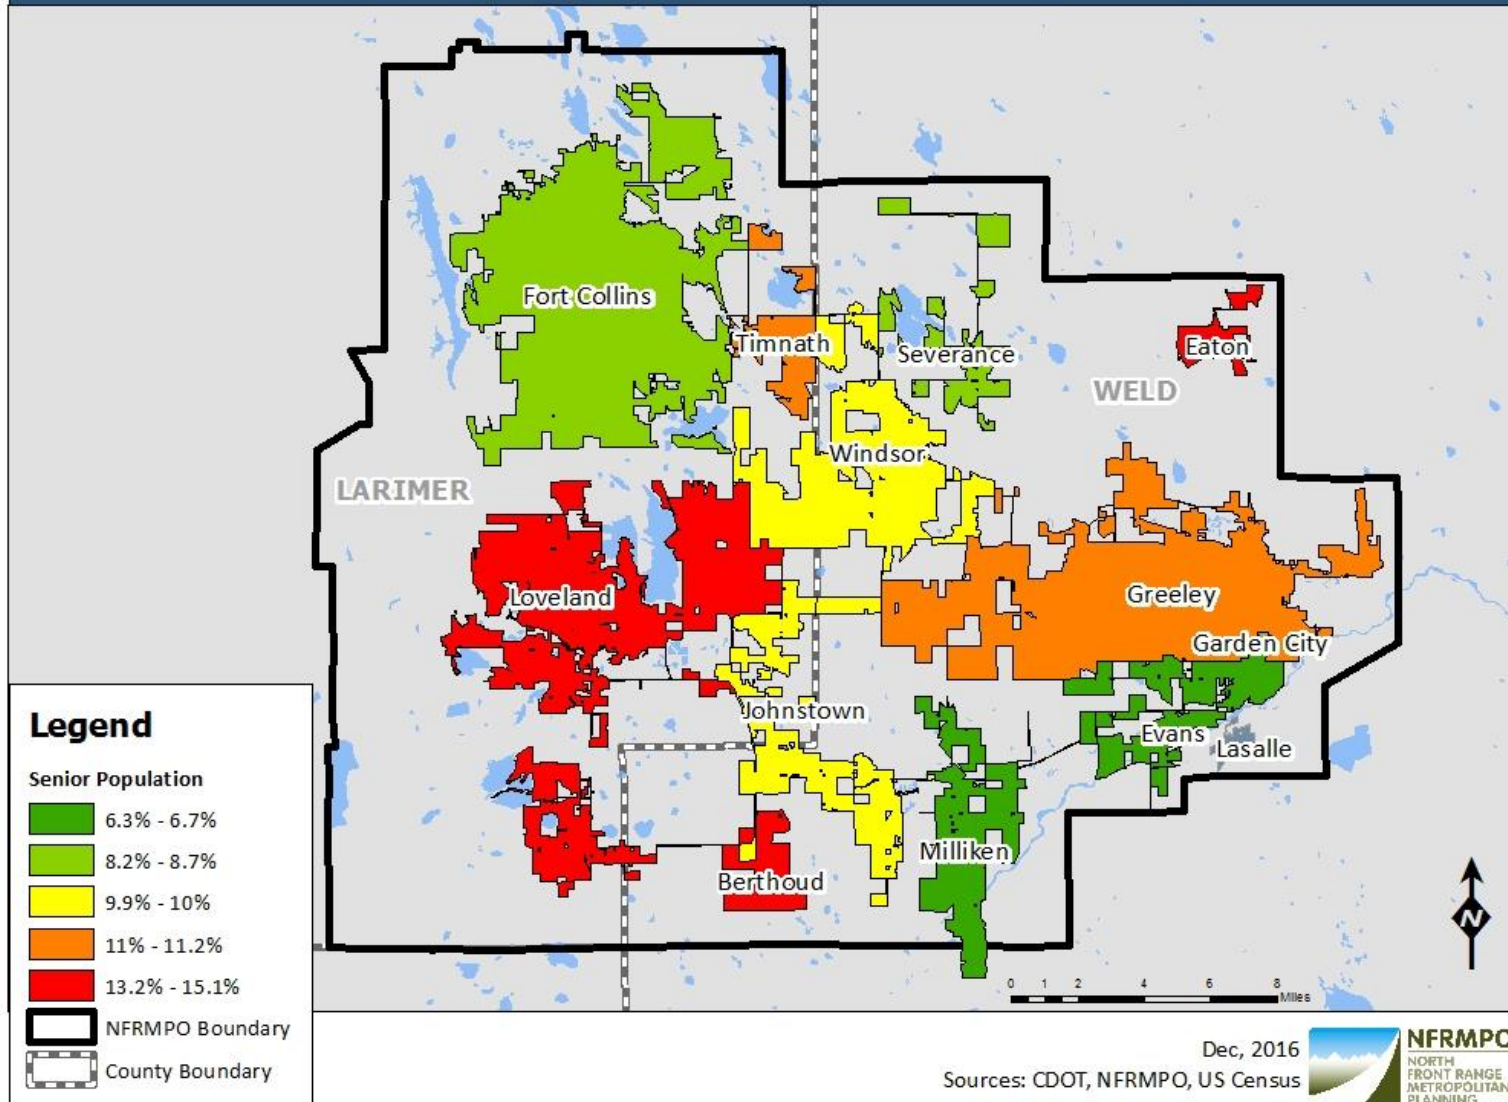 Fort Collins
Timnath
Severance
Eaton
WELD
Windsor
LARIMER
Loveland
Greeley
Garden City
Johnstown
Evans
Lasalle
Milliken
Berthoud
Legend
Senior Population
6.3% - 6.7%
8.2% - 8.7%
9.9% - 10%
11% - 11.2%
13.2% - 15.1%
NFRMPO Boundary
County Boundary
N
0 1 2 4 6 8
Miles
Dec, 2016
Sources: CDOT, NFRMPO, US Census
NFRMPO
NORTH
FRONT RANGE
METROPOLITAN
PLANNING